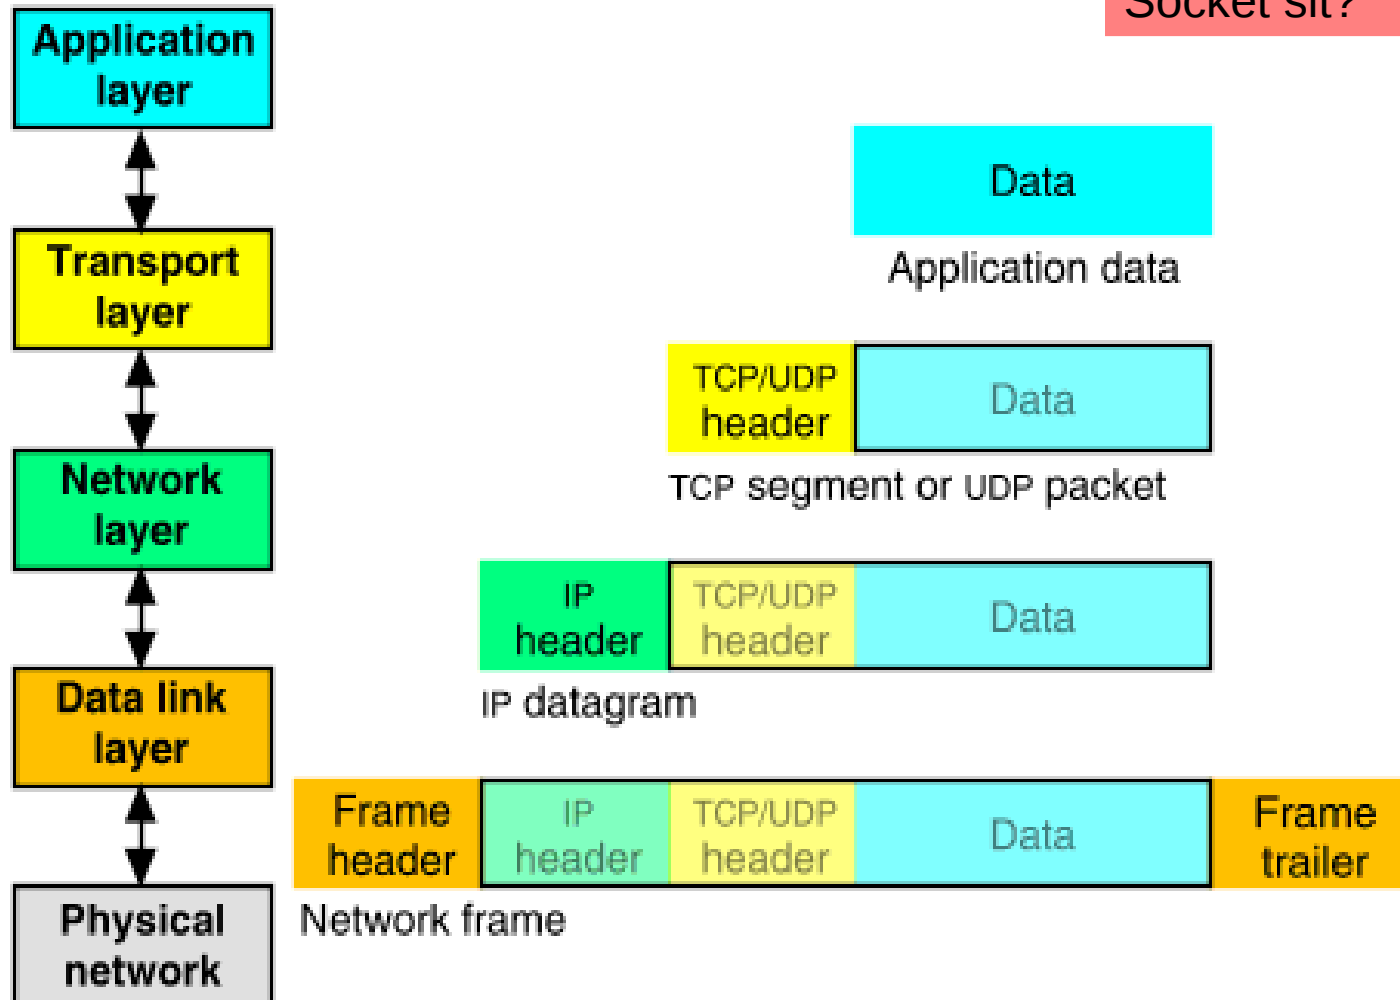 Socket sit?
Application
layer
Data
Application data
Transport
layer
TCP/UDP
header
Data
TCP segment or UDP packet
Network
layer
IP
header
TCP/UDP
header
Data
IP datagram
Data link
layer
Frame
header
IP
header
TCP/UDP
header
Data
Frame
trailer
Network frame
Physical
network